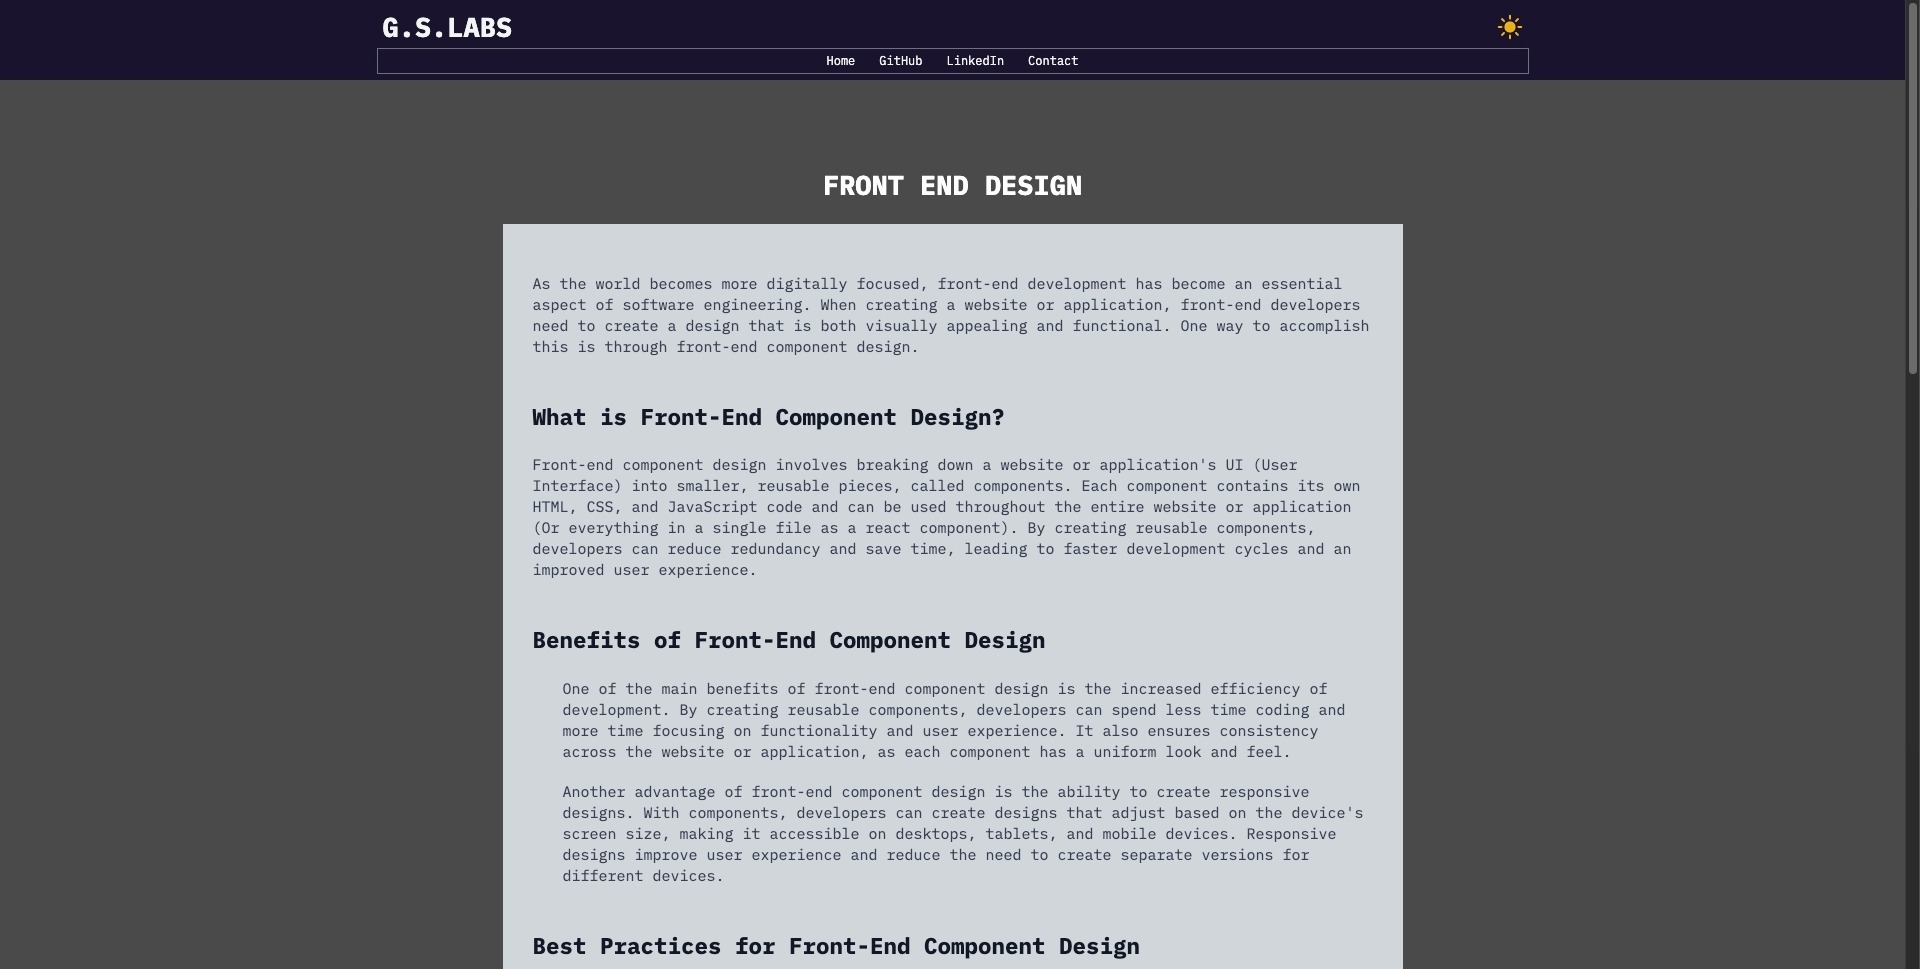 G.S.LABS
Home GitHub LinkedIn Contact
FRONT END DESIGN
As the world becomes more digitally focused, front-end development has become an essential
aspect of software engineering. When creating a website or application, front-end developers
need to create a design that is both visually appealing and functional. One way to accomplish
this is through front-end component design.
What is Front-End Component Design?
Front-end component design involves breaking down a website or application's UI (User
Interface) into smaller, reusable pieces, called components. Each component contains its own
HTML, CSS, and JavaScript code and can be used throughout the entire website or application
(Or everything in a single file as a react component). By creating reusable components,
developers can reduce redundancy and save time, leading to faster development cycles and an
improved user experience.
Benefits of Front-End Component Design
One of the main benefits of front-end component design is the increased efficiency of
development. By creating reusable components, developers can spend less time coding and
more time focusing on functionality and user experience. It also ensures consistency
across the website or application, as each component has a uniform look and feel.
Another advantage of front-end component design is the ability to create responsive
designs. With components, developers can create designs that adjust based on the device's
screen size, making it accessible on desktops, tablets, and mobile devices. Responsive
designs improve user experience and reduce the need to create separate versions for
different devices.
Best Practices for Front-End Component Design